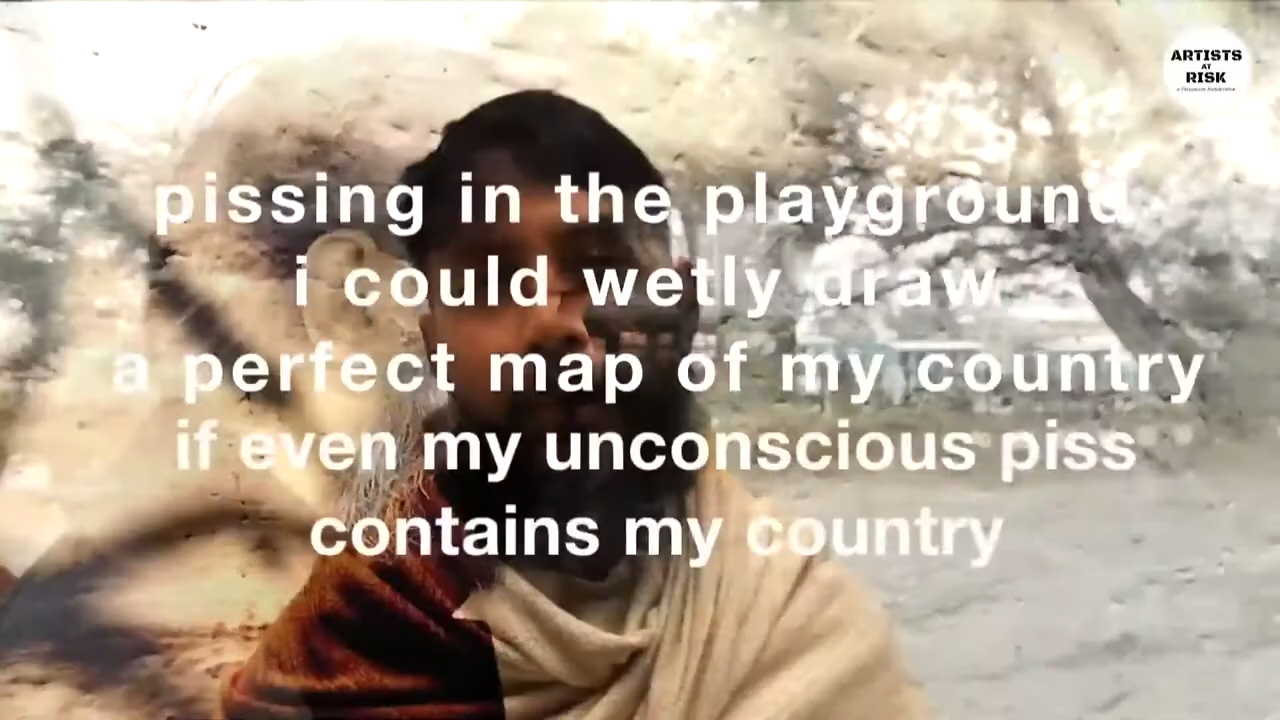 ARTISTS
AT
RISK
pissing in the playground
i could wetly draw
a perfect map of my country
if even my unconscious piss
contains my country